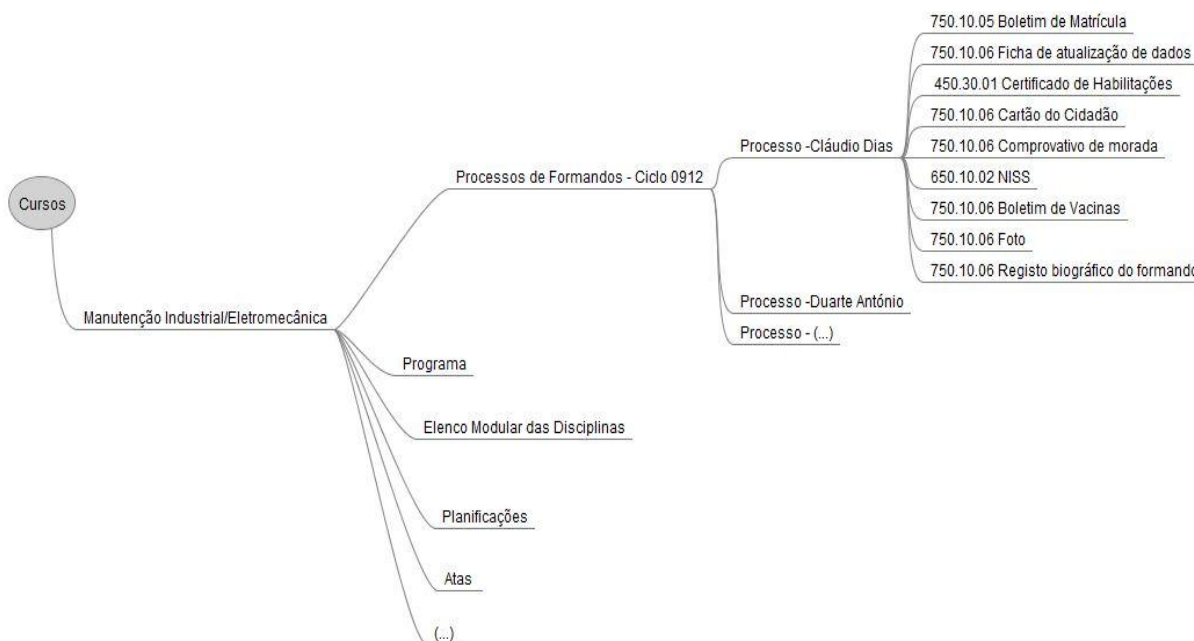 Cursos
Manutenção Industrial/Eletromecânica
Processos de Formandos - Ciclo 0912
Processo -Cláudio Dias
750.10.05 Boletim de Matrícula
750.10.06 Ficha de atualização de dados
450.30.01 Certificado de Habilitações
750.10.06 Cartão do Cidadão
750.10.06 Comprovativo de morada
650.10.02 NISS
750.10.06 Boletim de Vacinas
750.10.06 Foto
750.10.06 Registo biográfico do formando
Processo -Duarte António
Processo - (...)
Programa
Elenco Modular das Disciplinas
Planificações
Atas
(...)